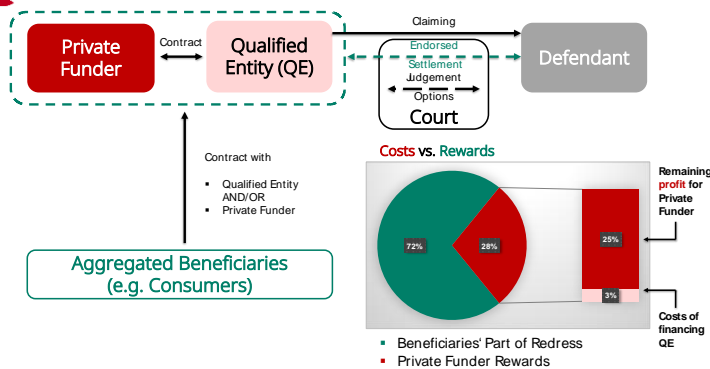 Private
Funder
Contract
Qualified
Entity (QE)
Claiming
Endorsed
Settlement
Judgement
Options
Court
Defendant
Contract with
▪ Qualified Entity
AND/OR
▪ Private Funder
Aggregated Beneficiaries
(e.g. Consumers)
Costs vs. Rewards
72%
28%
25%
3%
Remaining
profit for
Private
Funder
Costs of
financing
QE
▪ Beneficiaries' Part of Redress
▪ Private Funder Rewards